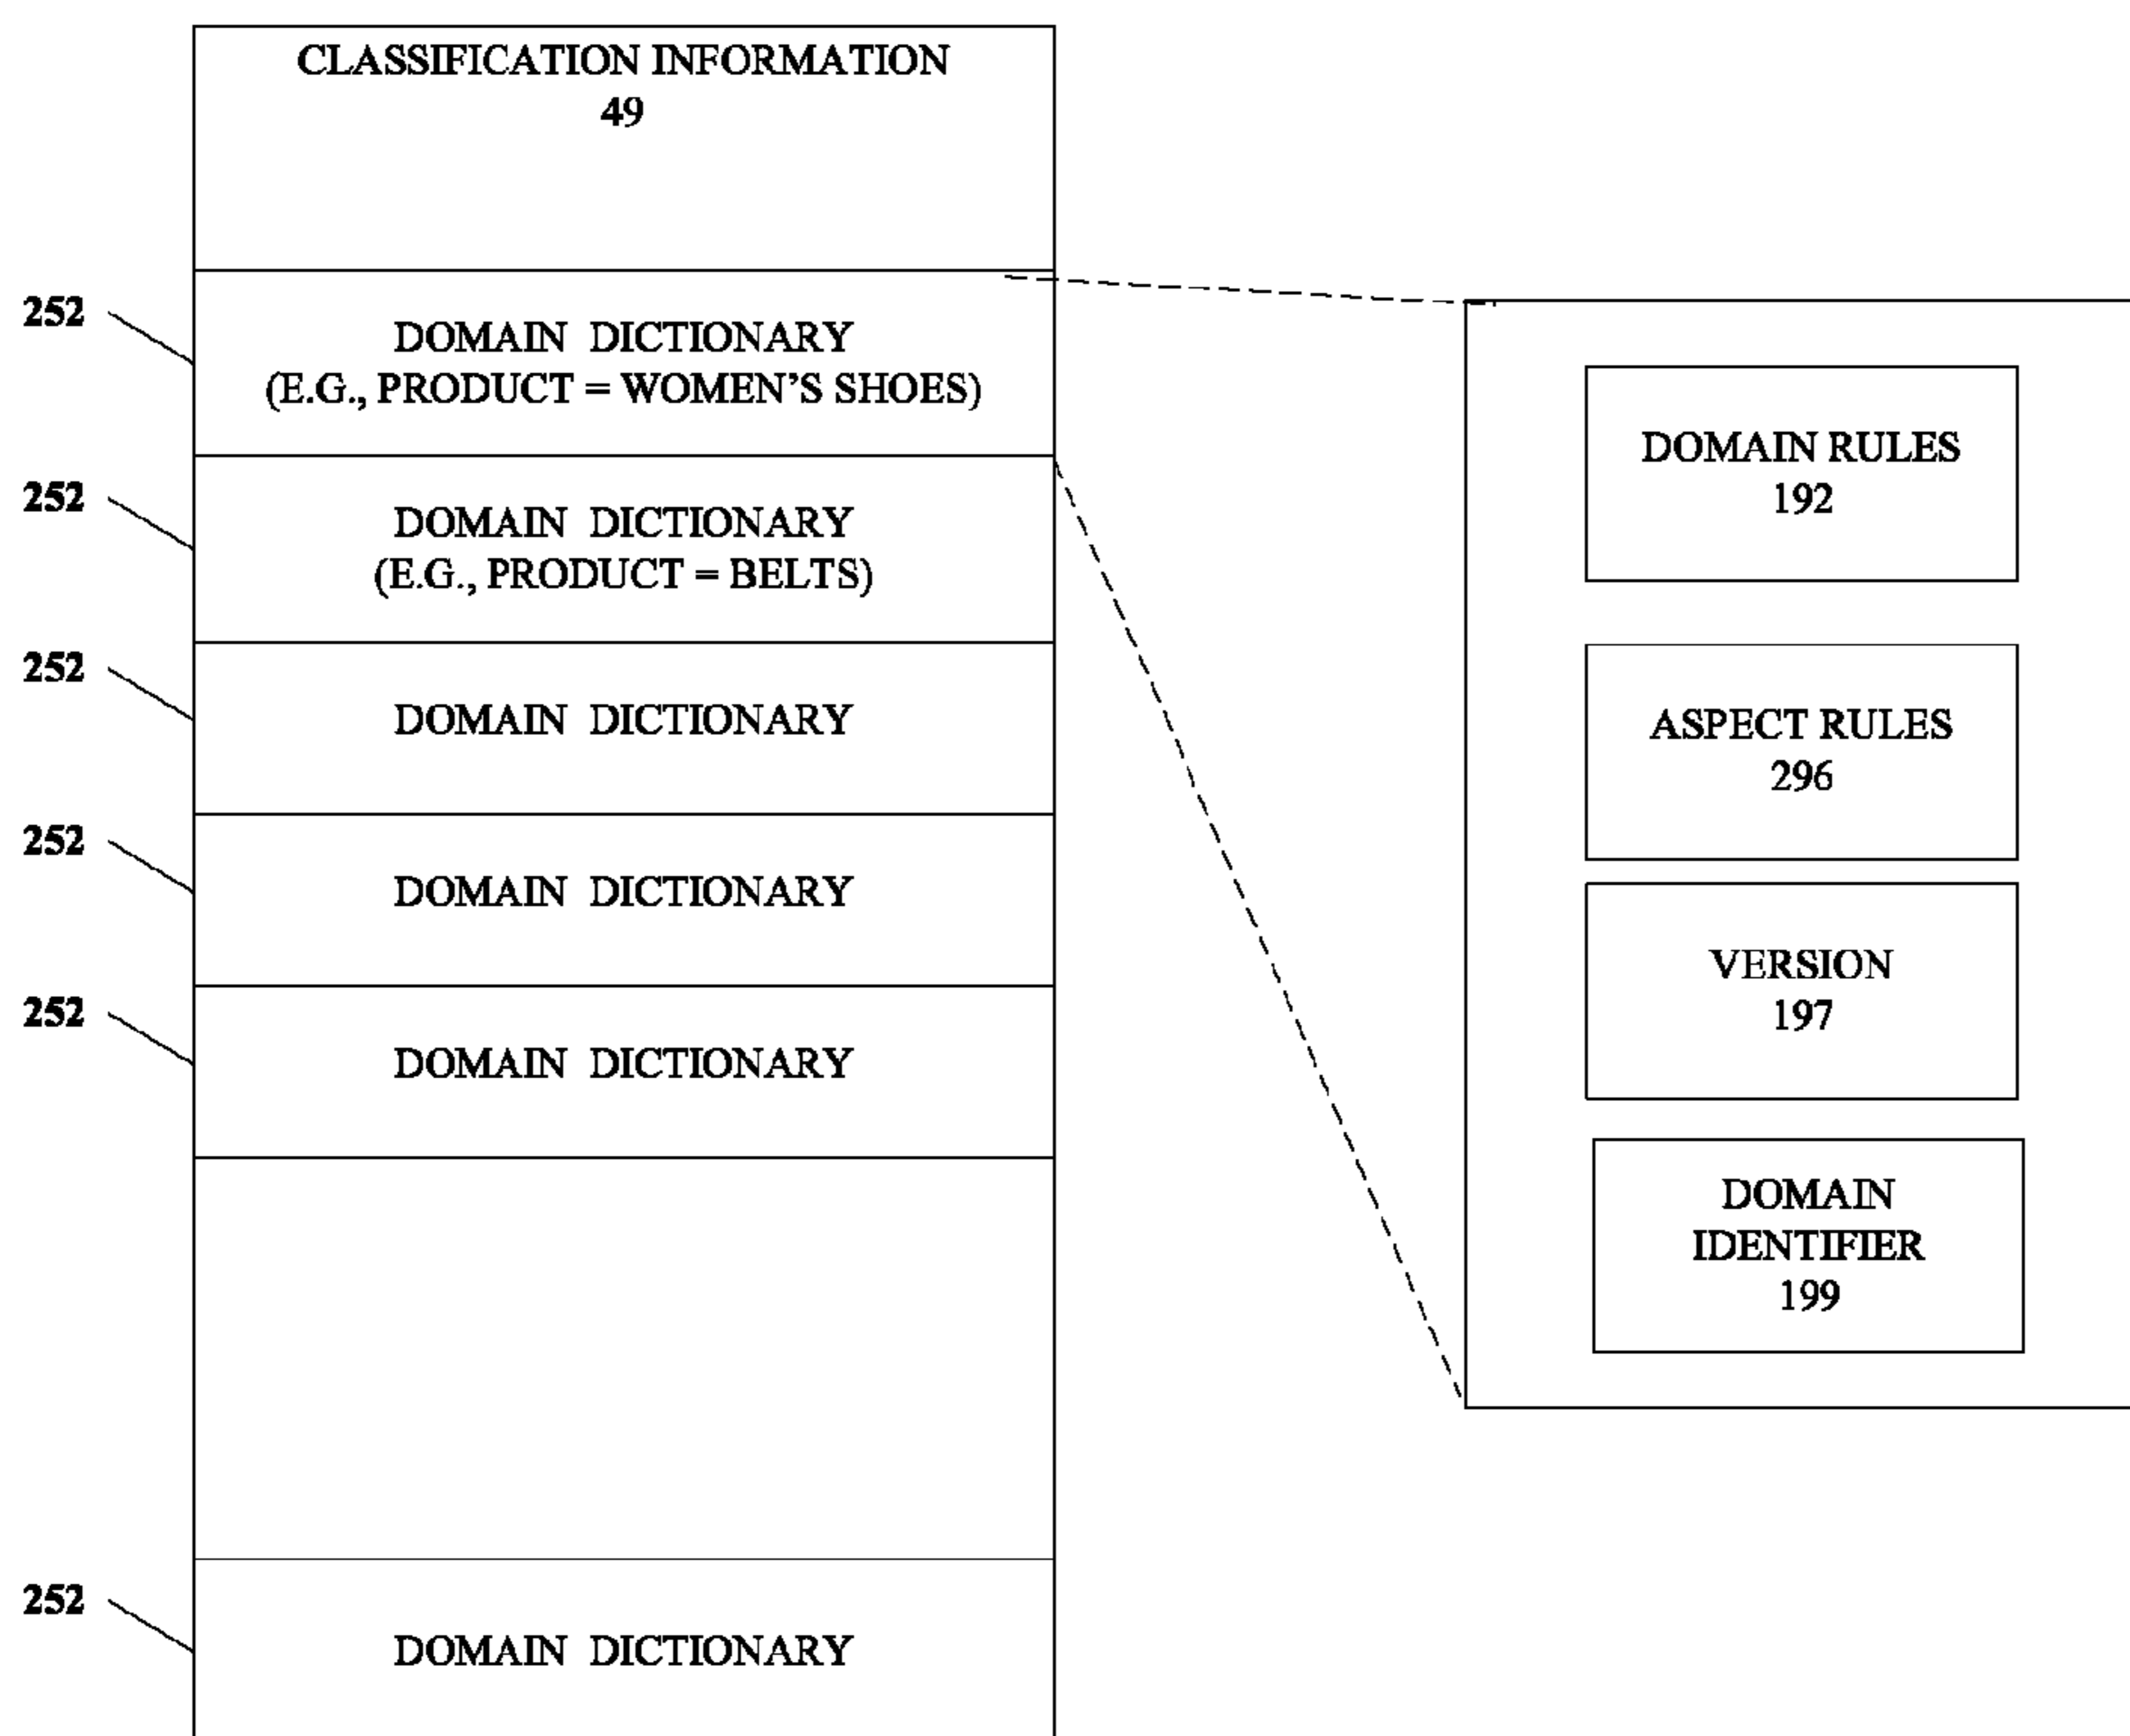 CLASSIFICATION INFORMATION
49
252
DOMAIN DICTIONARY
(E.G., PRODUCT = WOMEN'S SHOES)
252
DOMAIN DICTIONARY
(E.G., PRODUCT = BELTS)
252
DOMAIN DICTIONARY
252
DOMAIN DICTIONARY
252
DOMAIN DICTIONARY
252
DOMAIN DICTIONARY
DOMAIN RULES
192
ASPECT RULES
296
VERSION
197
DOMAIN
IDENTIFIER
199